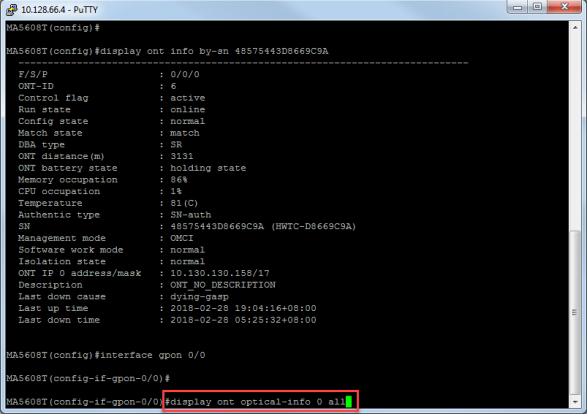 10.128.66.4 - PuTTY
MA5608T(config)#
MA5608T(config)#display ont info by-sn 48575443D8669C9A
-----------------------------------------------------------------------------
F/S/P : 0/0/0
ONT-ID : 6
Control flag : active
Run state : online
Config state : normal
Match state : match
DBA type : SR
ONT distance(m) : 3131
ONT battery state : holding state
Memory occupation : 86%
CPU occupation : 1%
Temperature : 81(C)
Authentic type : SN-auth
SN : 48575443D8669C9A (HWTC-D8669C9A)
Management mode : OMCI
Software work mode : normal
Isolation state : normal
ONT IP 0 address/mask : 10.130.130.158/17
Description : ONT_NO_DESCRIPTION
Last down cause : dying-gasp
Last up time : 2018-02-28 19:04:16+08:00
Last down time : 2018-02-28 05:25:32+08:00
MA5608T(config)#interface gpon 0/0
MA5608T(config-if-gpon-0/0)#
MA5608T(config-if-gpon-0/0)#display ont optical-info 0 all